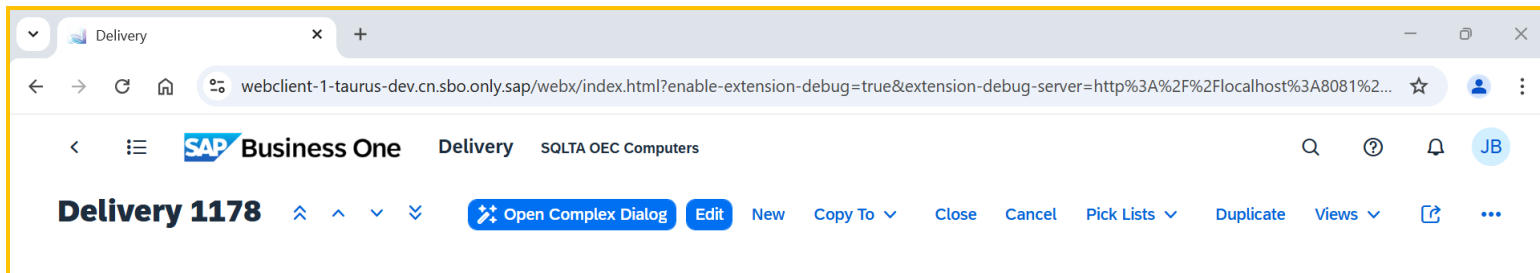 Delivery
webclient-1-taurus-dev.cn.sbo.only.sap/webx/index.html?enable-extension-debug=true&extension-debug-server=http%3A%2F%2Flocalhost%3A8081%2...
SAP Business One Delivery SQLTA OEC Computers JB
Delivery 1178 Open Complex Dialog Edit New Copy To Close Cancel Pick Lists Duplicate Views